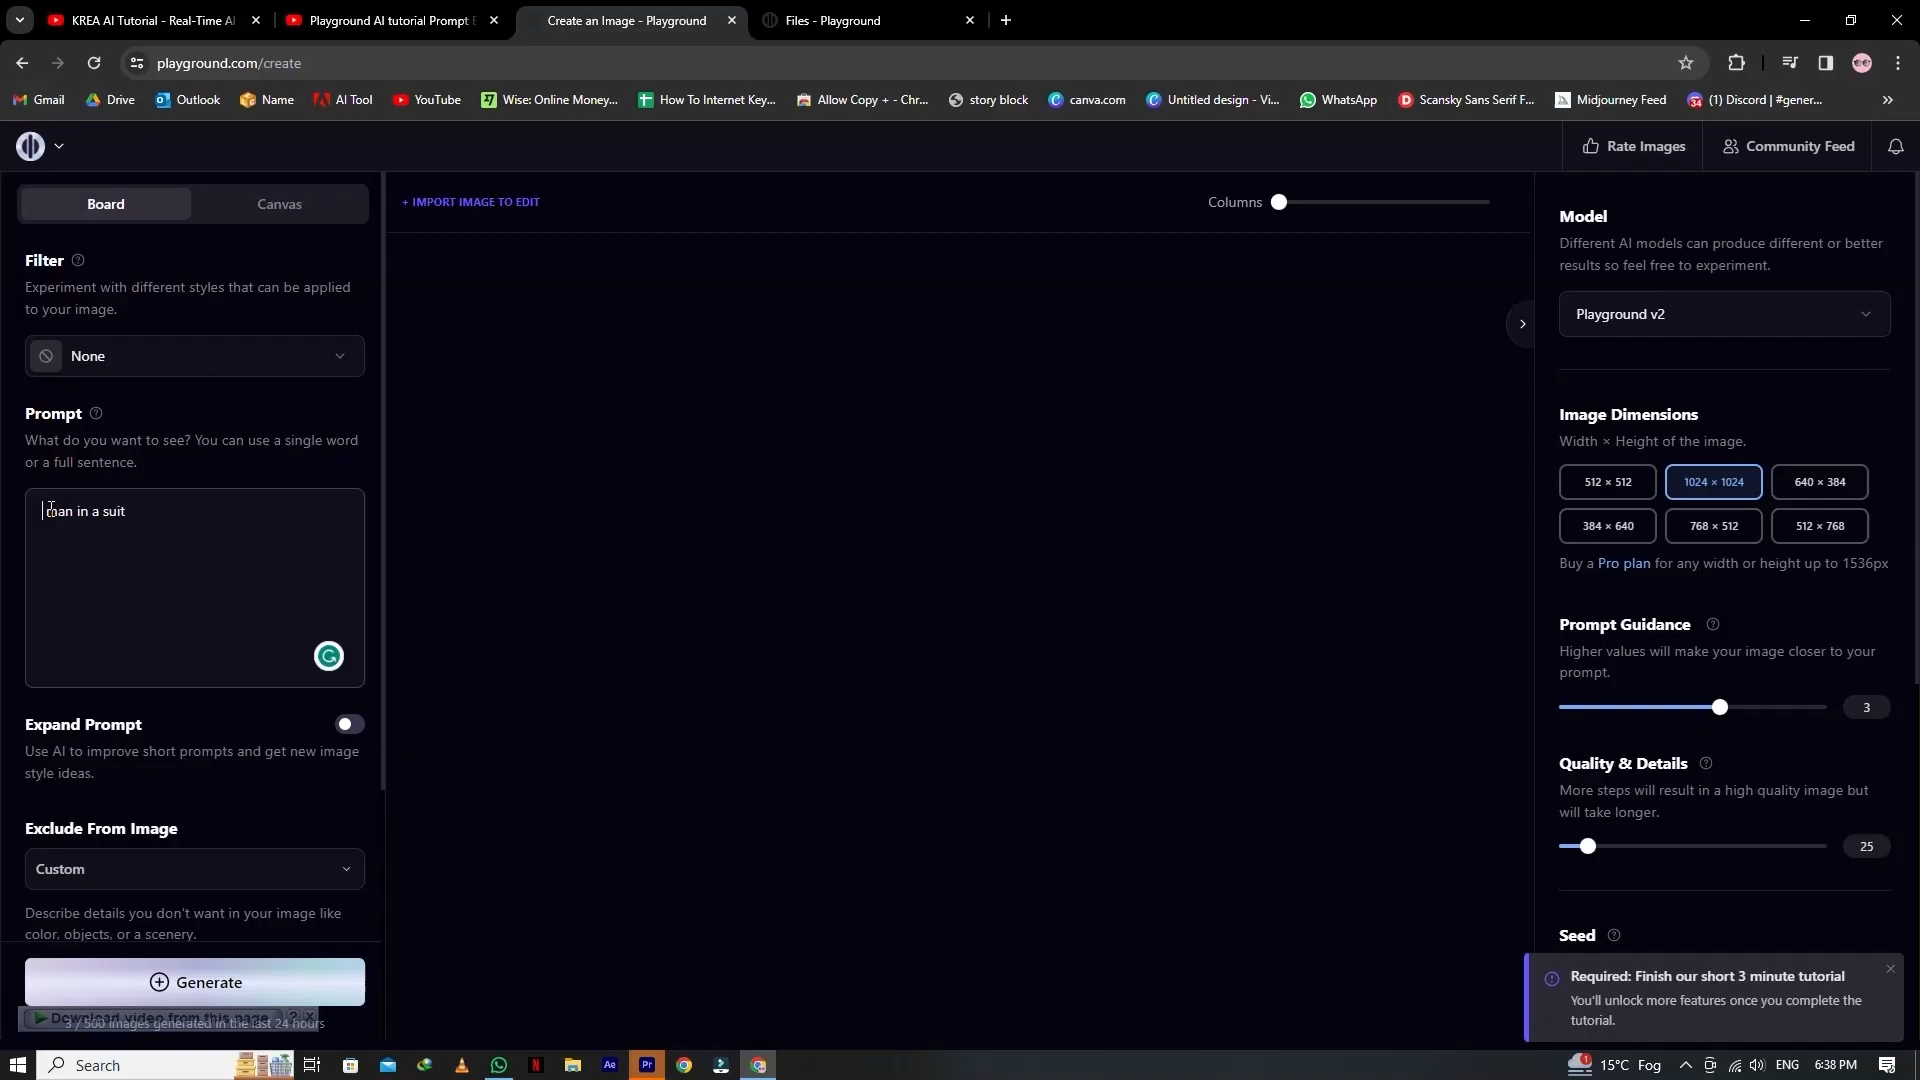 KREA AI Tutorial - Real-Time AI
Playground AI tutorial Prompt E
Create an Image - Playground
Files - Playground
playground.com/create
Gmail
Drive
Outlook
Name
AI Tool
YouTube
Wise: Online Money...
How To Internet Key...
Allow Copy + - Chr...
story block
canva.com
Untitled design - Vi...
WhatsApp
Scansky Sans Serif F...
Midjourney Feed
(1) Discord | #gener...
Rate Images
Community Feed
Board
Canvas
Filter
Experiment with different styles that can be applied
to your image.
None
Prompt
What do you want to see? You can use a single word
or a full sentence.
man in a suit
Expand Prompt
Use AI to improve short prompts and get new image
style ideas.
Exclude From Image
Custom
Describe details you don't want in your image like
color, objects, or a scenery.
Generate
Download video from this page
3 / 500 images generated in the last 24 hours
+ IMPORT IMAGE TO EDIT
Columns
Model
Different AI models can produce different or better
results so feel free to experiment.
Playground v2
Image Dimensions
Width × Height of the image.
512 × 512
1024 × 1024
640 × 384
384 × 640
768 × 512
512 × 768
Buy a Pro plan for any width or height up to 1536px
Prompt Guidance
Higher values will make your image closer to your
prompt.
3
Quality & Details
More steps will result in a high quality image but
will take longer.
25
Seed
Required: Finish our short 3 minute tutorial
You'll unlock more features once you complete the
tutorial.
Search
Ae
Pr
15°C Fog
ENG
6:38 PM